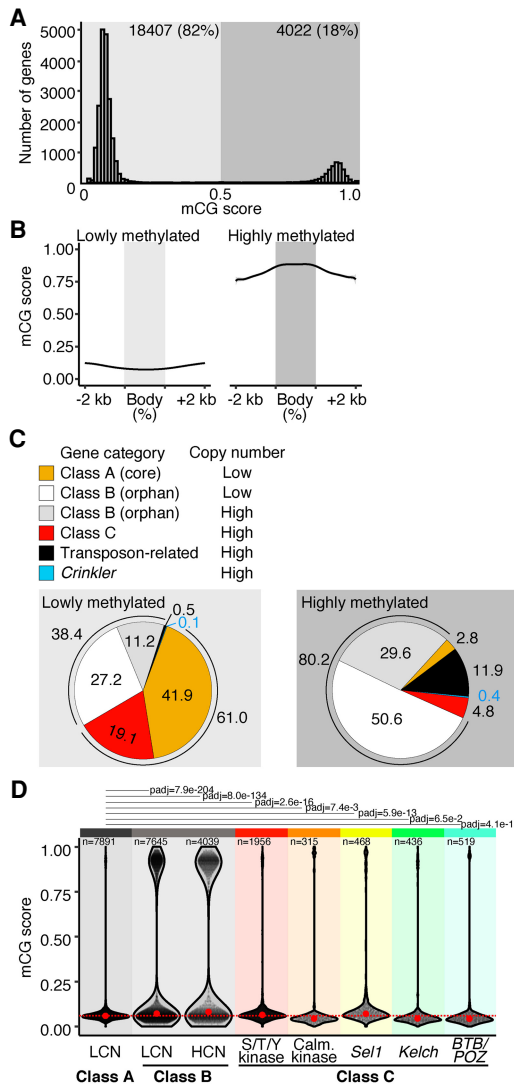 A
18407 (82%)
4022 (18%)
Number of genes
5000
4000
3000
2000
1000
0
0
0.5
1.0
mCG score
B
Lowly methylated
Highly methylated
mCG score
1.00
0.75
0.50
0.25
0.00
-2 kb
Body
(%)
+2 kb
-2 kb
Body
(%)
+2 kb
C
Gene category
Copy number
Class A (core)
Low
Class B (orphan)
Low
Class B (orphan)
High
Class C
High
Transposon-related
High
Crinkler
High
Lowly methylated
0.5
0.1
38.4
11.2
27.2
41.9
19.1
61.0
Highly methylated
2.8
29.6
11.9
80.2
0.4
4.8
50.6
D
padj=7.9e-204
padj=8.0e-134
padj=2.6e-16
padj=7.4e-3
padj=5.9e-13
padj=6.5e-2
padj=4.1e-1
n=7891
n=7645
n=4039
n=1956
n=315
n=468
n=436
n=519
mCG score
1.00
0.75
0.50
0.25
0.00
LCN
LCN
HCN
S/T/Y
kinase
Calm.
kinase
Sel1
Kelch
BTB/
POZ
Class A
Class B
Class C